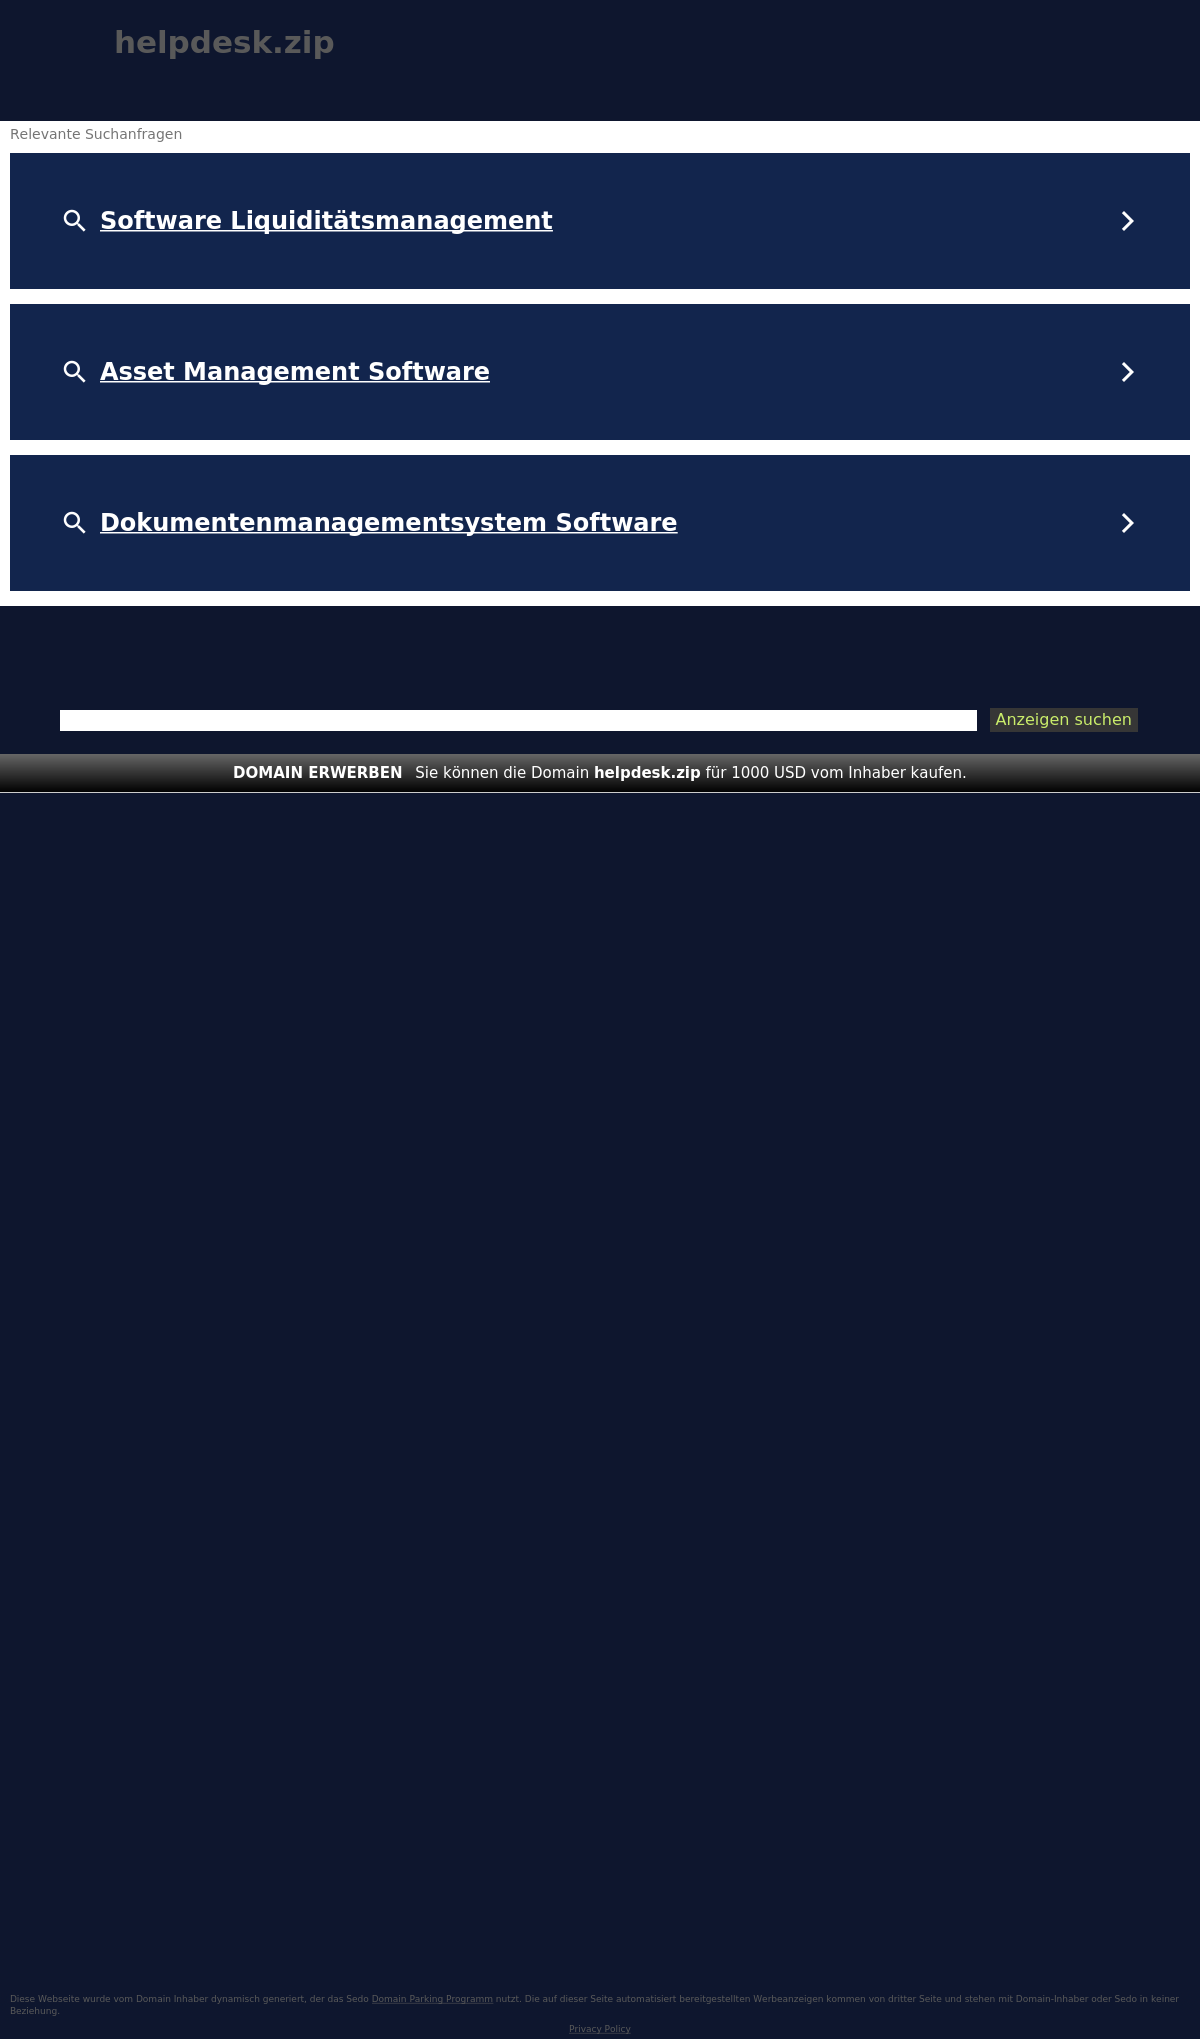 helpdesk.zip
Relevante Suchanfragen
Software Liquiditätsmanagement
Asset Management Software
Dokumentenmanagementsystem Software
Anzeigen suchen
DOMAIN ERWERBEN Sie können die Domain helpdesk.zip für 1000 USD vom Inhaber kaufen.
Diese Webseite wurde vom Domain Inhaber dynamisch generiert, der das Sedo Domain Parking Programm nutzt. Die auf dieser Seite automatisiert bereitgestellten Werbeanzeigen kommen von dritter Seite und stehen mit Domain-Inhaber oder Sedo in keiner
Beziehung.
Privacy Policy